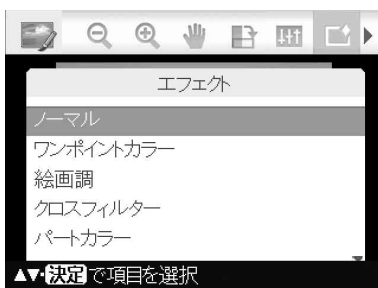 エフェクト
ノーマル
ワンポイントカラー
絵画調
クロスフィルター
パートカラー
▲▼・決定で項目を選択